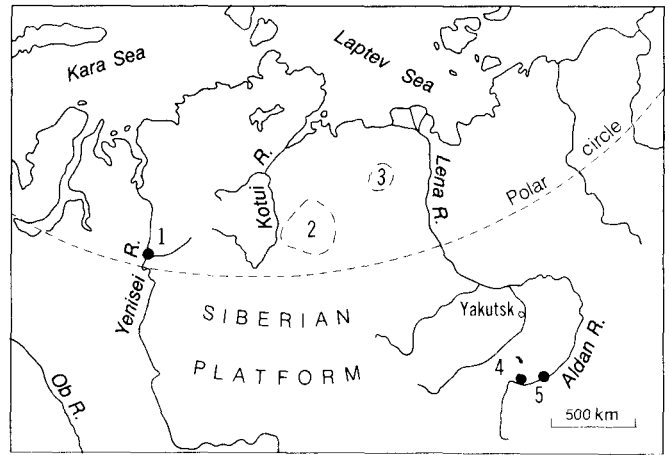 Kara Sea
Laptev Sea
Kotui R.
Lena R.
Polar circle
1
2
3
Yenisei R.
SIBERIAN
PLATFORM
Yakutsk
Aldan R.
4
5
Ob R.
500 km